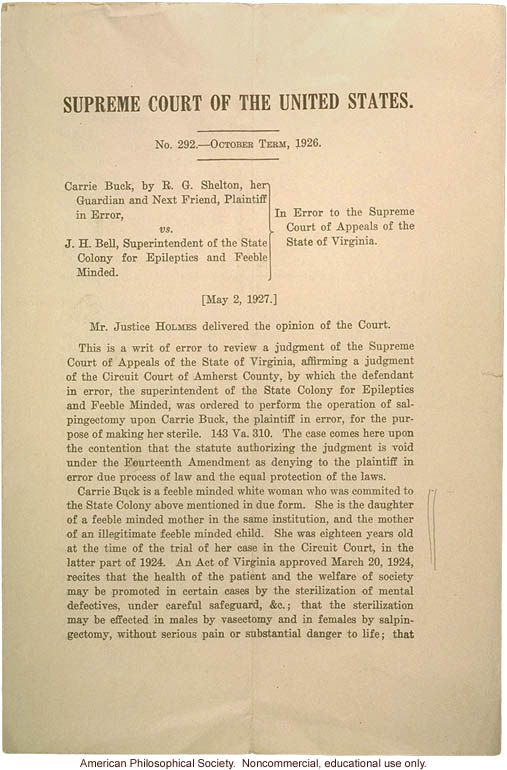 SUPREME COURT OF THE UNITED STATES.
No. 292.—October Term, 1926.
Carrie Buck, by R. G. Shelton, her
Guardian and Next Friend, Plaintiff
in Error,
vs.
J. H. Bell, Superintendent of the State
Colony for Epileptics and Feeble
Minded.
In Error to the Supreme
Court of Appeals of the
State of Virginia.
[May 2, 1927.]
Mr. Justice Holmes delivered the opinion of the Court.
This is a writ of error to review a judgment of the Supreme
Court of Appeals of the State of Virginia, affirming a judgment
of the Circuit Court of Amherst County, by which the defendant
in error, the superintendent of the State Colony for Epileptics
and Feeble Minded, was ordered to perform the operation of sal-
pingectomy upon Carrie Buck, the plaintiff in error, for the pur-
pose of making her sterile. 143 Va. 310. The case comes here upon
the contention that the statute authorizing the judgment is void
under the Fourteenth Amendment as denying to the plaintiff in
error due process of law and the equal protection of the laws.
Carrie Buck is a feeble minded white woman who was commited to
the State Colony above mentioned in due form. She is the daughter
of a feeble minded mother in the same institution, and the mother
of an illegitimate feeble minded child. She was eighteen years old
at the time of the trial of her case in the Circuit Court, in the
latter part of 1924. An Act of Virginia approved March 20, 1924,
recites that the health of the patient and the welfare of society
may be promoted in certain cases by the sterilization of mental
defectives, under careful safeguard, &c.; that the sterilization
may be effected in males by vasectomy and in females by salpin-
gectomy, without serious pain or substantial danger to life; that
American Philosophical Society. Noncommercial, educational use only.